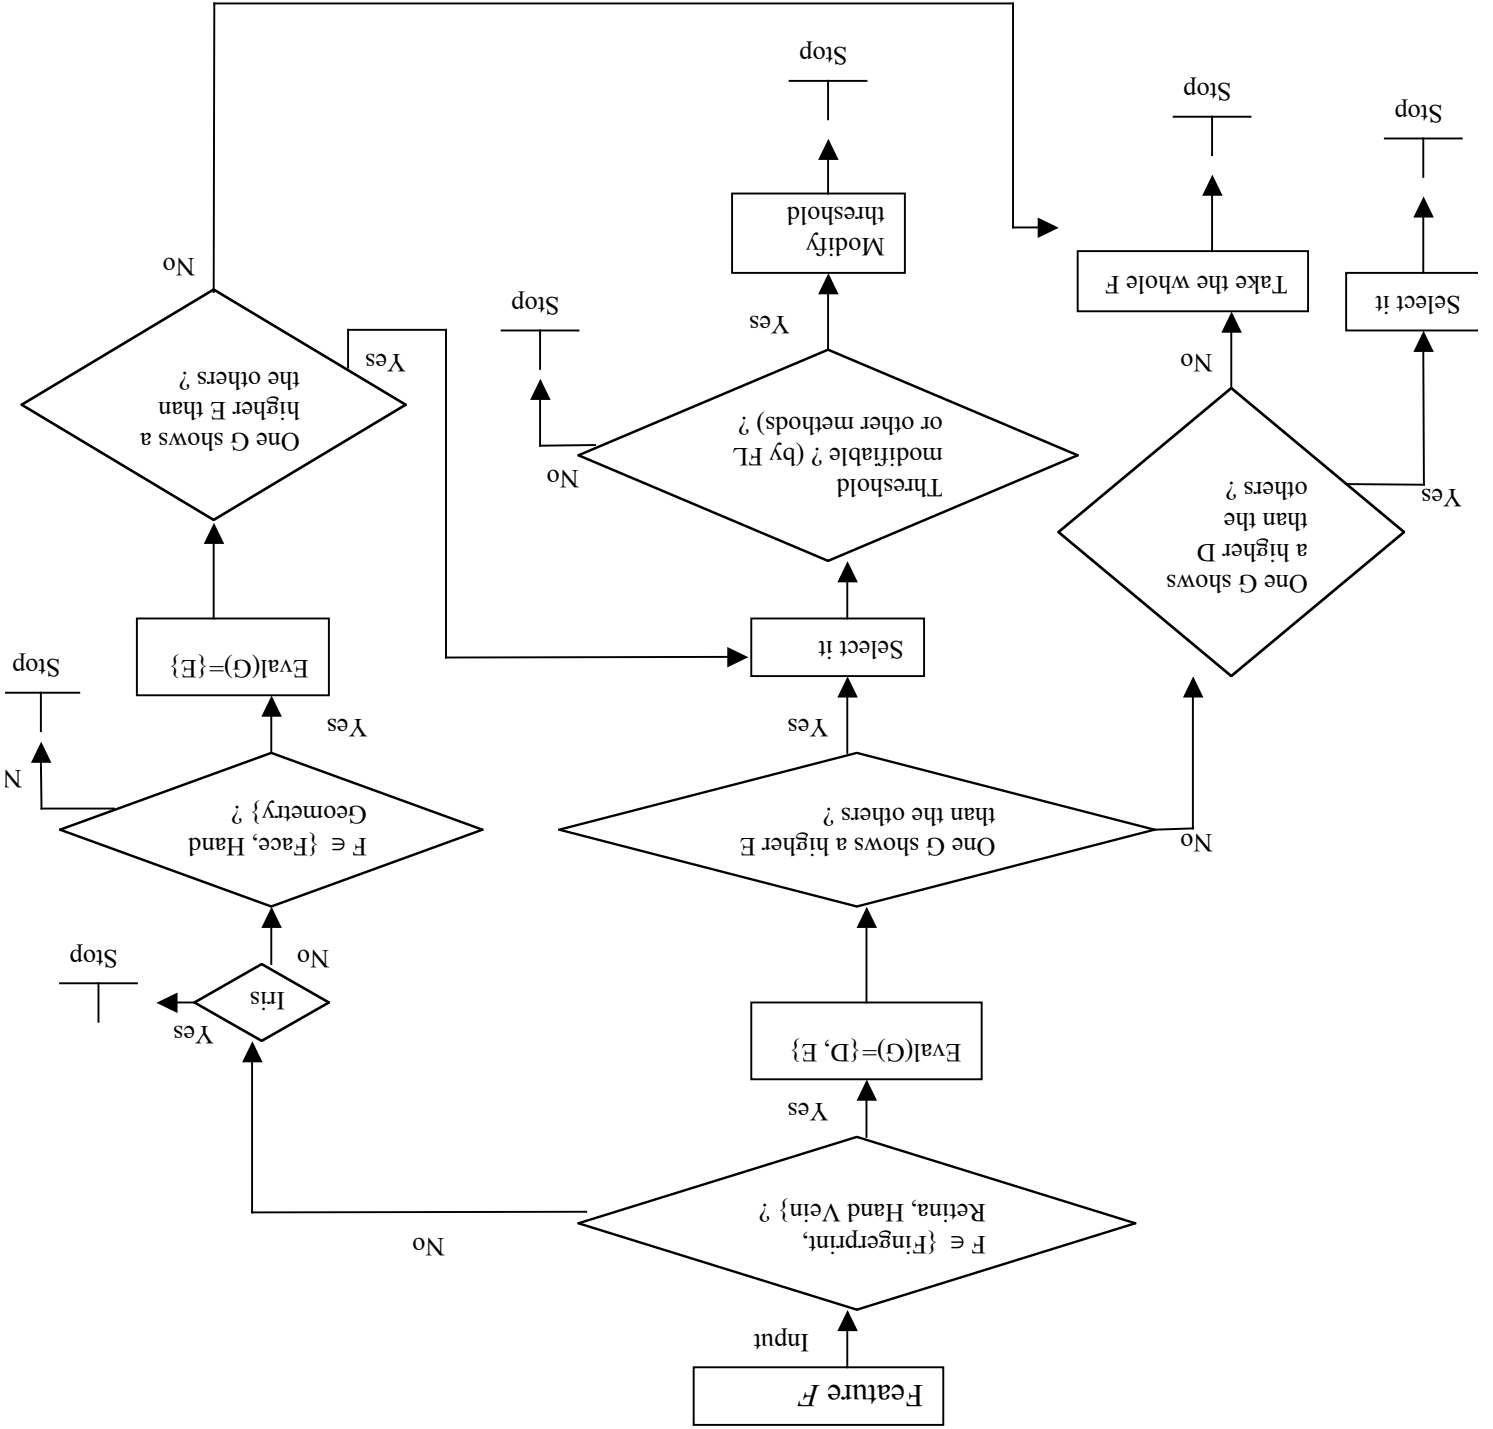 Feature F
Input
F ∈ {Fingerprint,
Retina, Hand Vein} ?
No
Yes
Eval(G)={D, E}
Yes
Iris
Stop
No
One G shows a higher E
than the others ?
No
F ∈ {Face, Hand
Geometry} ?
N
Yes
Yes
Stop
Select it
Eval(G)={E}
One G shows
a higher D
than the
others ?
Yes
Threshold
modifiable ? (by FL
or other methods) ?
No
One G shows a
higher E than
the others ?
Yes
No
Yes
Stop
Select it
Take the whole F
No
Modify
threshold
Stop
Stop
Stop